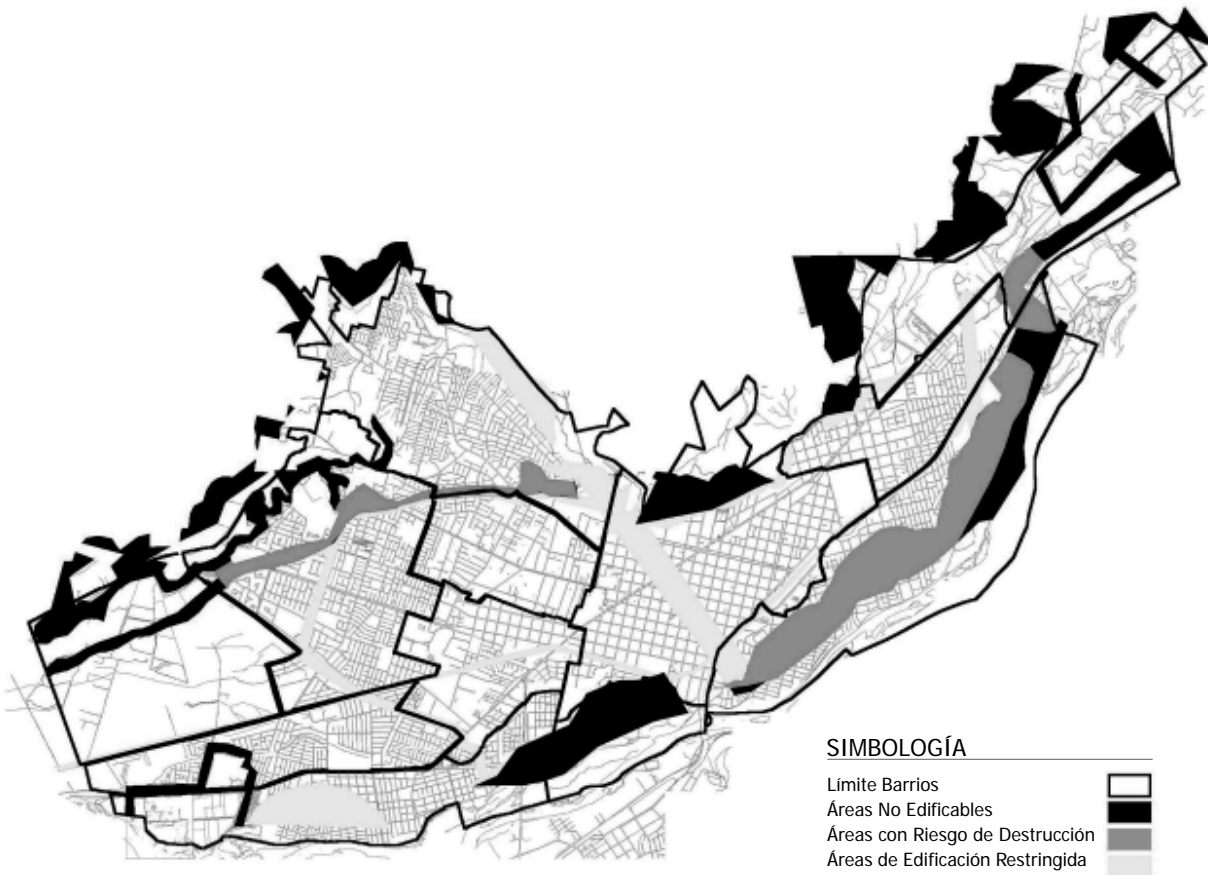 SIMBOLOGÍA
Límite Barrios
Áreas No Edificables
Áreas con Riesgo de Destrucción
Áreas de Edificación Restringida